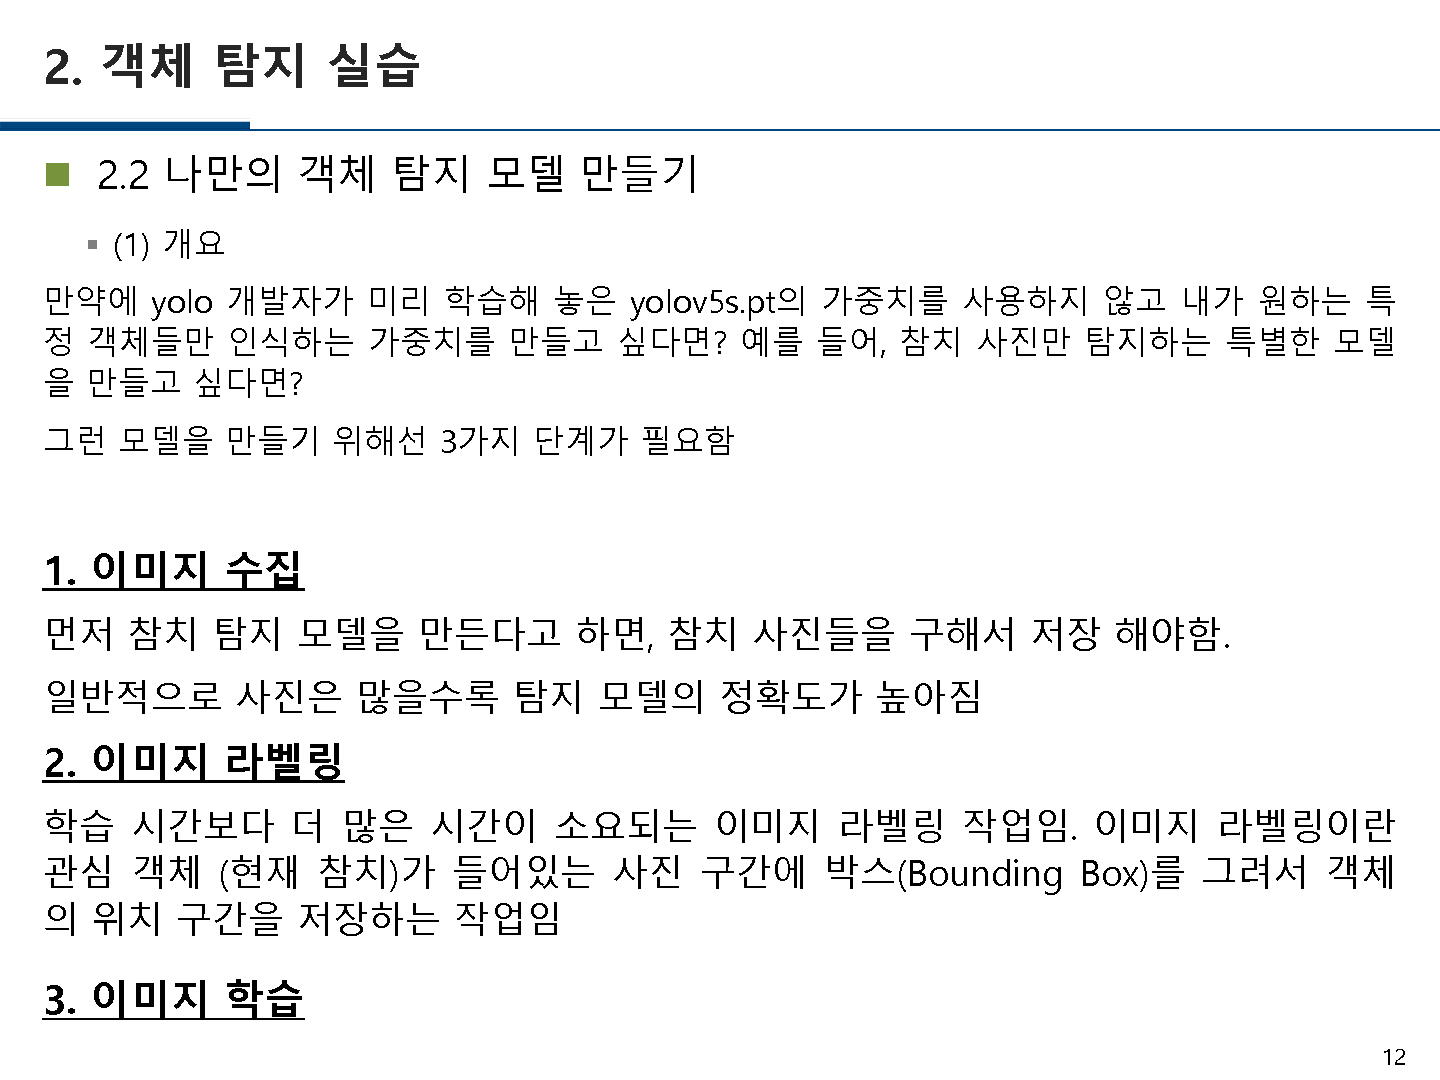 2. 객체 탐지 실습
2.2 나만의 객체 탐지 모델 만들기
(1) 개요
만약에 yolo 개발자가 미리 학습해 놓은 yolov5s.pt의 가중치를 사용하지 않고 내가 원하는 특
정 객체들만 인식하는 가중치를 만들고 싶다면? 예를 들어, 참치 사진만 탐지하는 특별한 모델
을 만들고 싶다면?
그런 모델을 만들기 위해선 3가지 단계가 필요함
1. 이미지 수집
먼저 참치 탐지 모델을 만든다고 하면, 참치 사진들을 구해서 저장 해야함.
일반적으로 사진은 많을수록 탐지 모델의 정확도가 높아짐
2. 이미지 라벨링
학습 시간보다 더 많은 시간이 소요되는 이미지 라벨링 작업임. 이미지 라벨링이란
관심 객체 (현재 참치)가 들어있는 사진 구간에 박스(Bounding Box)를 그려서 객체
의 위치 구간을 저장하는 작업임
3. 이미지 학습
12